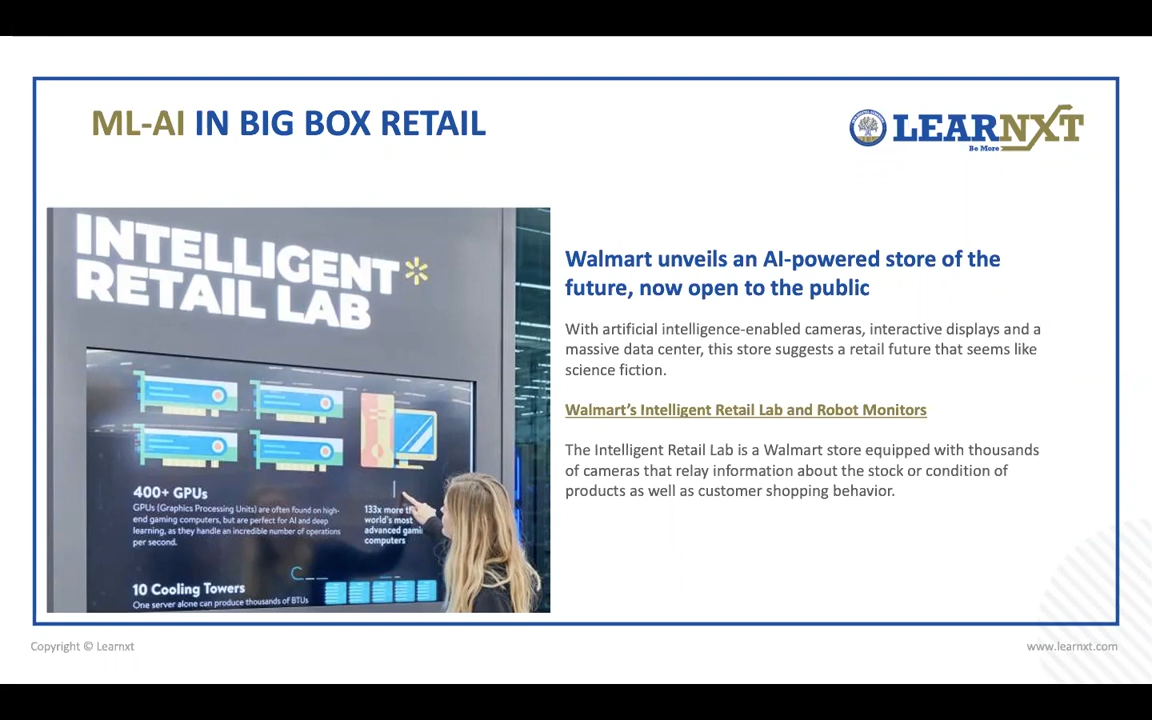 ML-AI IN BIG BOX RETAIL
LEARNXT
Be More
INTELLIGENT
RETAIL LAB
400+ GPUs
GPUs (Graphics Processing Units) are often found on high-
end gaming computers, but are perfect for AI and deep
learning, as they handle an incredible number of operations
per second.
133x more
world's most
advanced
computers
10 Cooling Towers
One server alone can produce thousands of BTUs
Walmart unveils an AI-powered store of the
future, now open to the public
With artificial intelligence-enabled cameras, interactive displays and a
massive data center, this store suggests a retail future that seems like
science fiction.
Walmart’s Intelligent Retail Lab and Robot Monitors
The Intelligent Retail Lab is a Walmart store equipped with thousands
of cameras that relay information about the stock or condition of
products as well as customer shopping behavior.
Copyright © Learnxt
www.learnxt.com